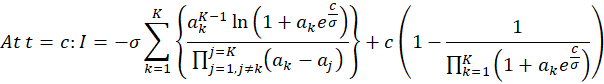 At t = c: I = −σ ∑_{k=1}^{K} { a_k^{K−1} ln(1 + a_k e^{c/σ}) / ∏_{j=1,j≠k}^{j=K} (a_k − a_j) } + c ( 1 − 1 / ∏_{k=1}^{K} (1 + a_k e^{c/σ}) )